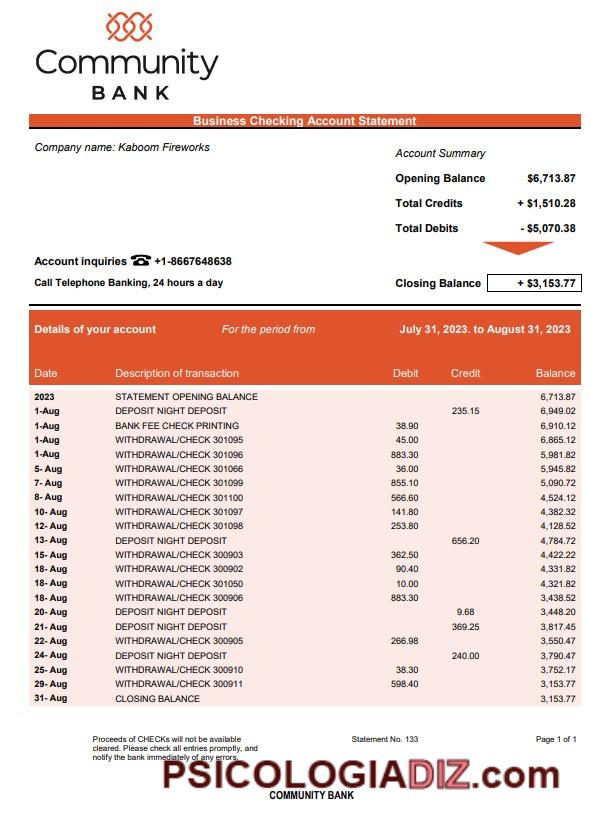 Community
BANK
Business Checking Account Statement
Company name: Kaboom Fireworks
Account Summary
Opening Balance $6,713.87
Total Credits + $1,510.28
Total Debits - $5,070.38
Account inquiries ☎ +1-8667648638
Call Telephone Banking, 24 hours a day
Closing Balance + $3,153.77
Details of your account For the period from July 31, 2023. to August 31, 2023
Date Description of transaction Debit Credit Balance
2023 STATEMENT OPENING BALANCE 6,713.87
1-Aug DEPOSIT NIGHT DEPOSIT 235.15 6,949.02
1-Aug BANK FEE CHECK PRINTING 38.90 6,910.12
1-Aug WITHDRAWAL/CHECK 301095 45.00 6,865.12
1-Aug WITHDRAWAL/CHECK 301096 883.30 5,981.82
5- Aug WITHDRAWAL/CHECK 301066 36.00 5,945.82
7- Aug WITHDRAWAL/CHECK 301099 855.10 5,090.72
8- Aug WITHDRAWAL/CHECK 301100 566.60 4,524.12
10- Aug WITHDRAWAL/CHECK 301097 141.80 4,382.32
12- Aug WITHDRAWAL/CHECK 301098 253.80 4,128.52
13- Aug DEPOSIT NIGHT DEPOSIT 656.20 4,784.72
15- Aug WITHDRAWAL/CHECK 300903 362.50 4,422.22
18- Aug WITHDRAWAL/CHECK 300902 90.40 4,331.82
18- Aug WITHDRAWAL/CHECK 301050 10.00 4,321.82
18- Aug WITHDRAWAL/CHECK 300906 883.30 3,438.52
20- Aug DEPOSIT NIGHT DEPOSIT 9.68 3,448.20
21- Aug DEPOSIT NIGHT DEPOSIT 369.25 3,817.45
22- Aug WITHDRAWAL/CHECK 300905 266.98 3,550.47
24- Aug DEPOSIT NIGHT DEPOSIT 240.00 3,790.47
25- Aug WITHDRAWAL/CHECK 300910 38.30 3,752.17
29- Aug WITHDRAWAL/CHECK 300911 598.40 3,153.77
31- Aug CLOSING BALANCE 3,153.77
Proceeds of CHECKs will not be available Statement No. 133 Page 1 of 1
cleared. Please check all entries promptly, and
notify the bank immediately of any errors.
PSICOLOGIADIZ.com
COMMUNITY BANK